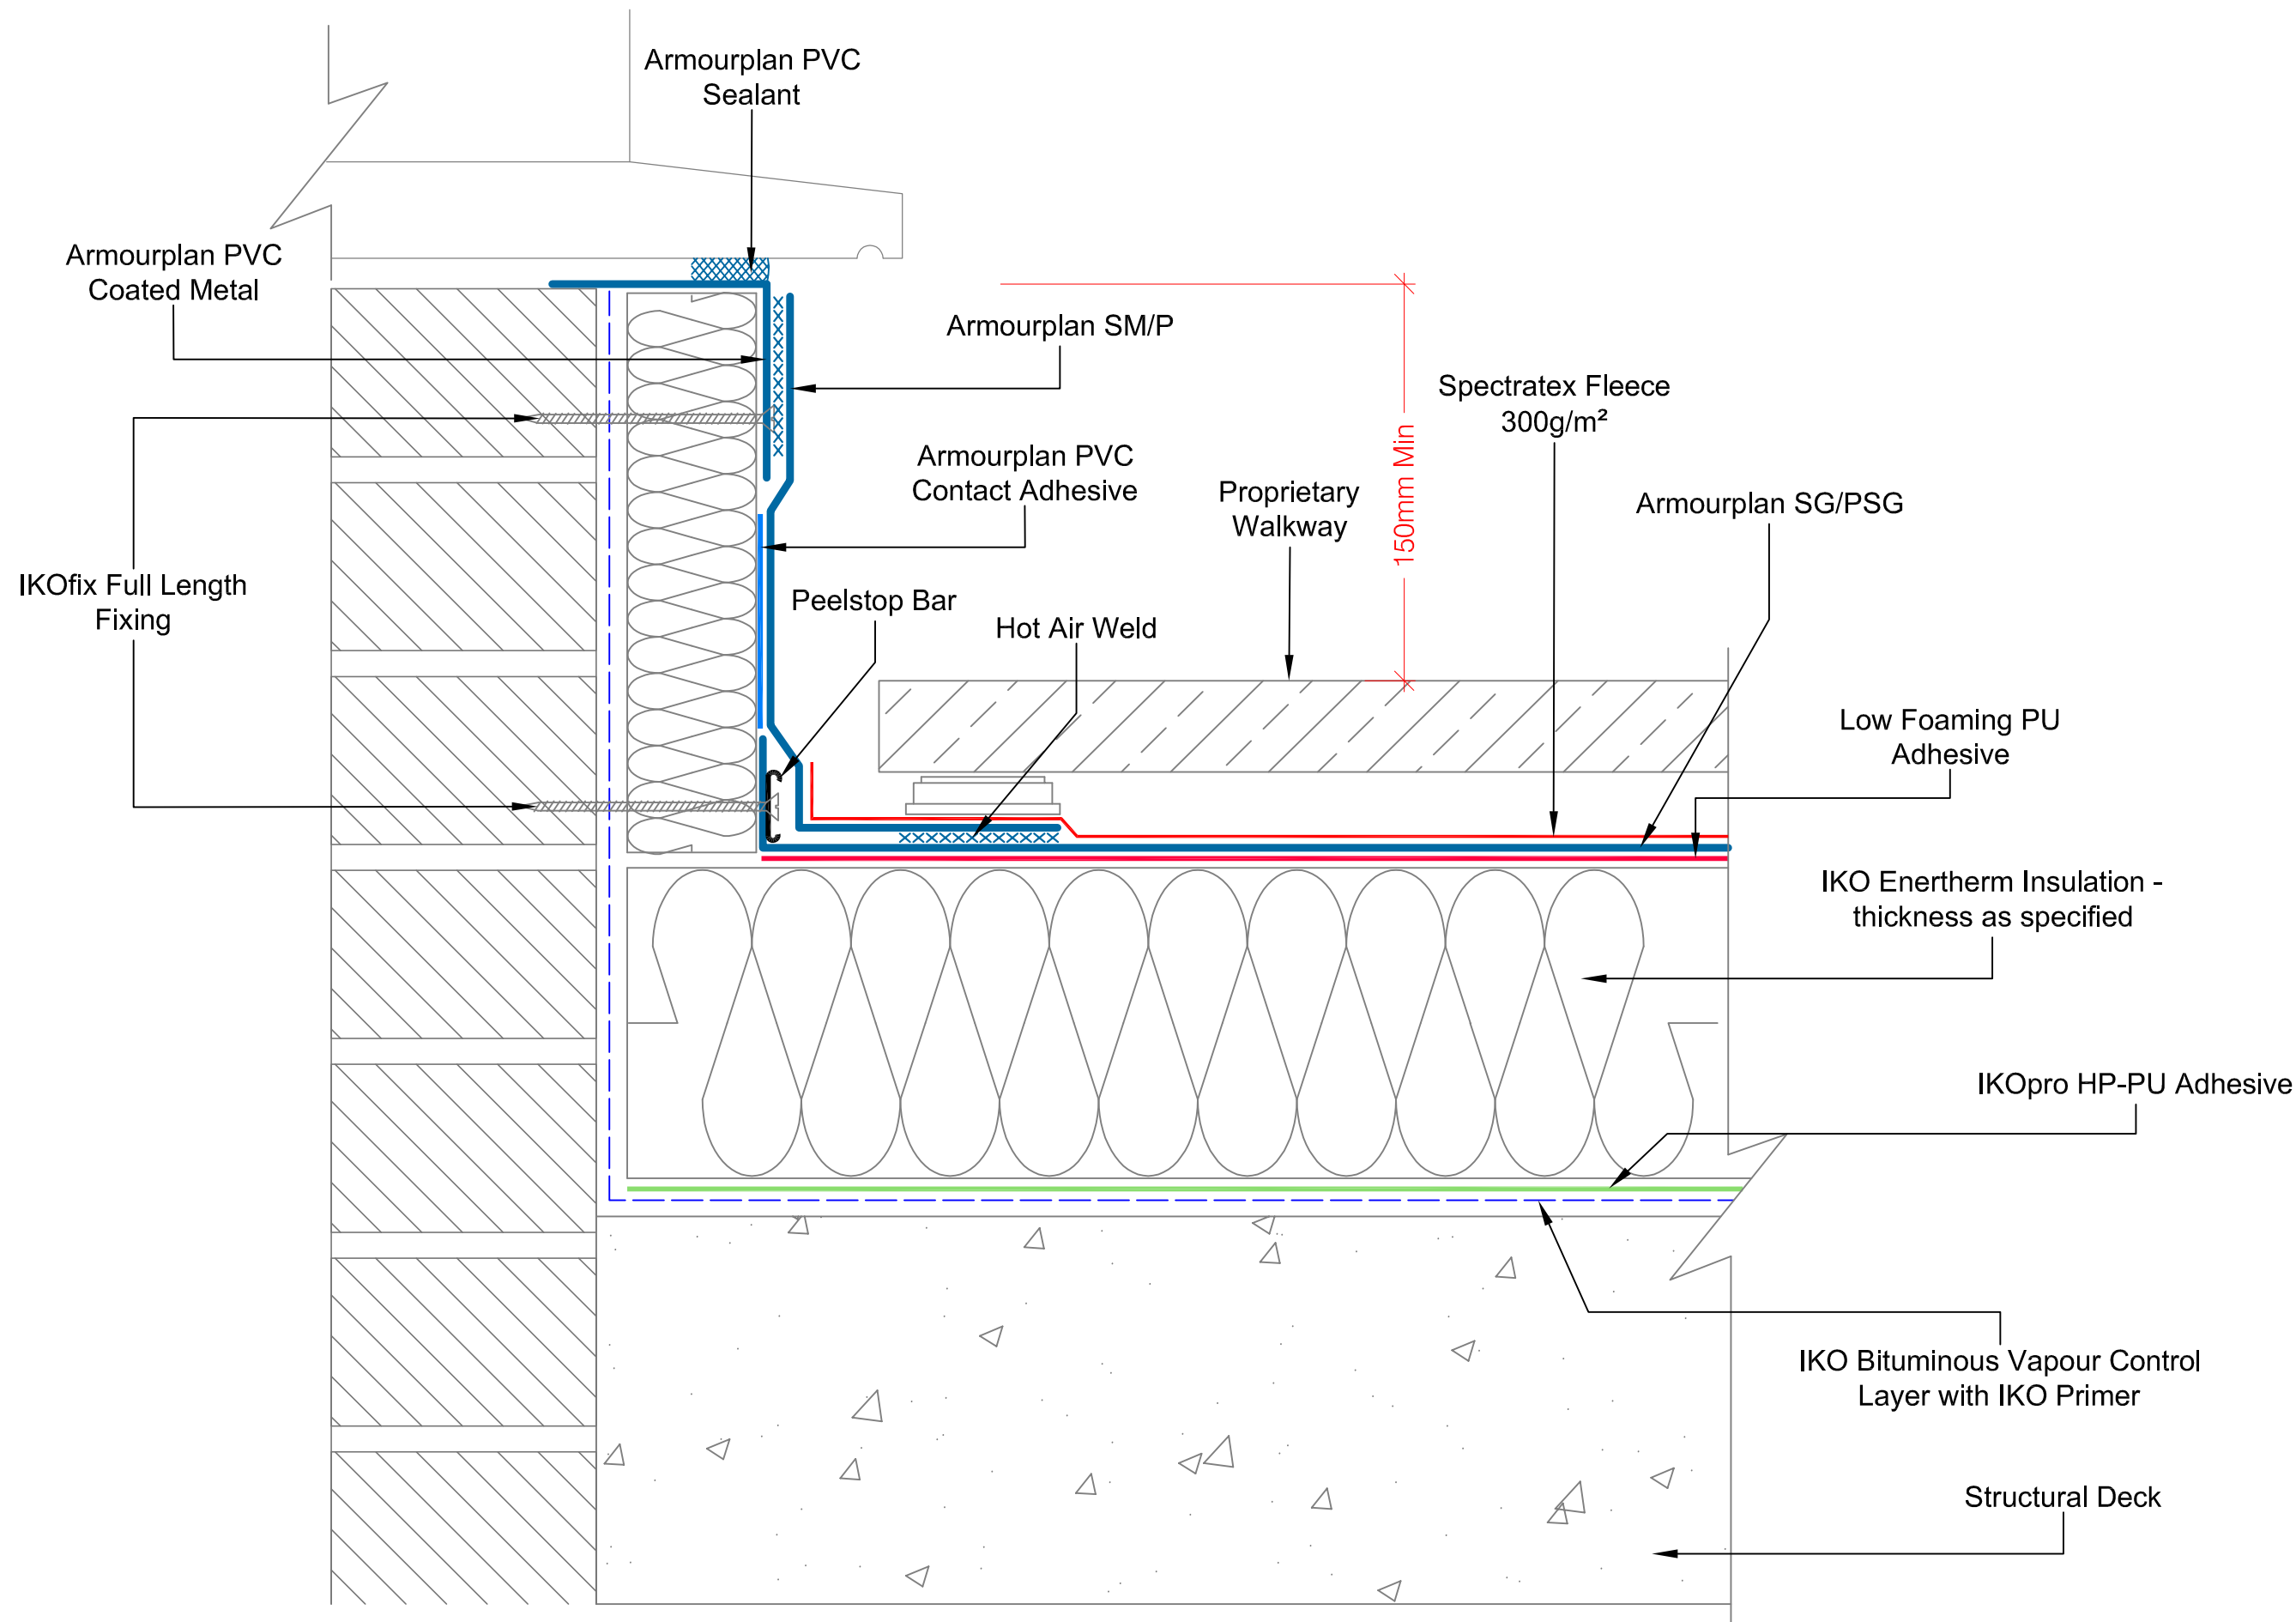 Armourplan PVC
Sealant
Armourplan PVC
Coated Metal
Armourplan SM/P
Spectratex Fleece
300g/m²
Armourplan PVC
Contact Adhesive
150mm Min
Proprietary
Walkway
Armourplan SG/PSG
IKOfix Full Length
Fixing
Peelstop Bar
Hot Air Weld
Low Foaming PU
Adhesive
IKO Enertherm Insulation -
thickness as specified
IKOpro HP-PU Adhesive
IKO Bituminous Vapour Control
Layer with IKO Primer
Structural Deck